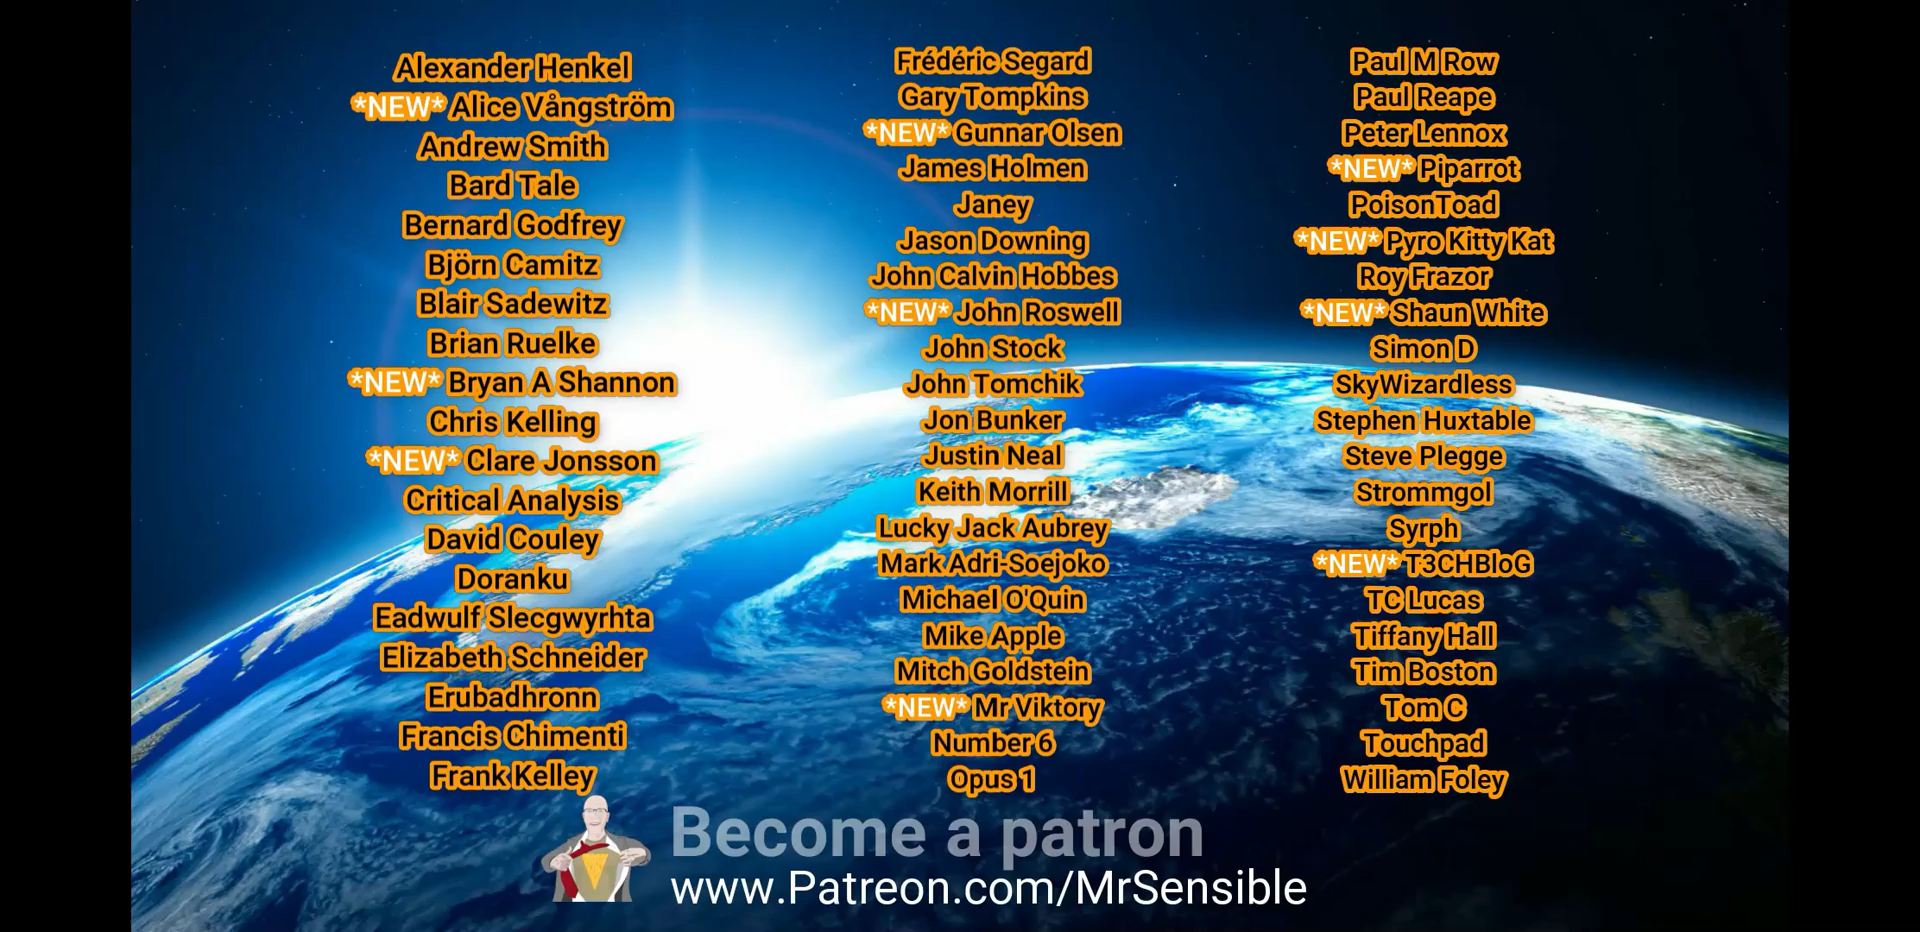 Alexander Henkel
*NEW* Alice Vångström
Andrew Smith
Bard Tale
Bernard Godfrey
Björn Camitz
Blair Sadewitz
Brian Ruelke
*NEW* Bryan A Shannon
Chris Kelling
*NEW* Clare Jonsson
Critical Analysis
David Couley
Doranku
Eadwulf Slecgwyrhta
Elizabeth Schneider
Erubadhronn
Francis Chimenti
Frank Kelley
Frédéric Segard
Gary Tompkins
*NEW* Gunnar Olsen
James Holmen
Janey
Jason Downing
John Calvin Hobbes
*NEW* John Roswell
John Stock
John Tomchik
Jon Bunker
Justin Neal
Keith Morrill
Lucky Jack Aubrey
Mark Adri-Soejoko
Michael O'Quin
Mike Apple
Mitch Goldstein
*NEW* Mr Viktory
Number 6
Opus 1
Paul M Row
Paul Reape
Peter Lennox
*NEW* Piparrot
PoisonToad
*NEW* Pyro Kitty Kat
Roy Frazor
*NEW* Shaun White
Simon D
SkyWizardless
Stephen Huxtable
Steve Plegge
Strommgol
Syrph
*NEW* T3CHBloG
TC Lucas
Tiffany Hall
Tim Boston
Tom C
Touchpad
William Foley
Become a patron
www.Patreon.com/MrSensible